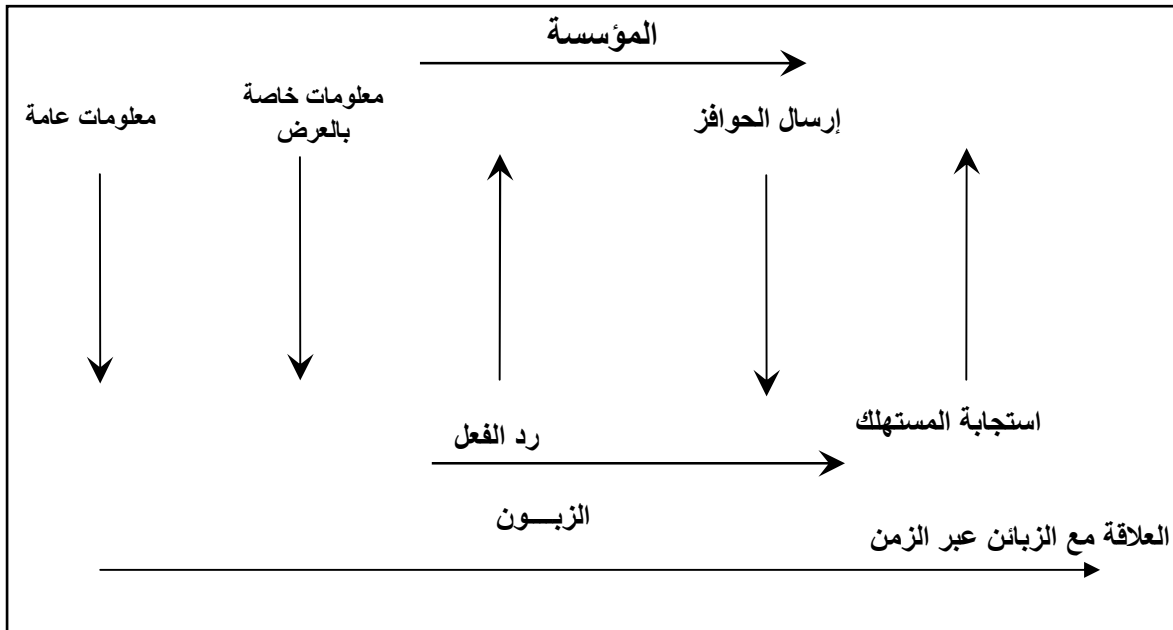 المؤسسة
معلومات عامة
معلومات خاصة
بالعرض
إرسال الحوافز
رد الفعل
استجابة المستهلك
الزبـــون
العلاقة مع الزبائن عبر الزمن